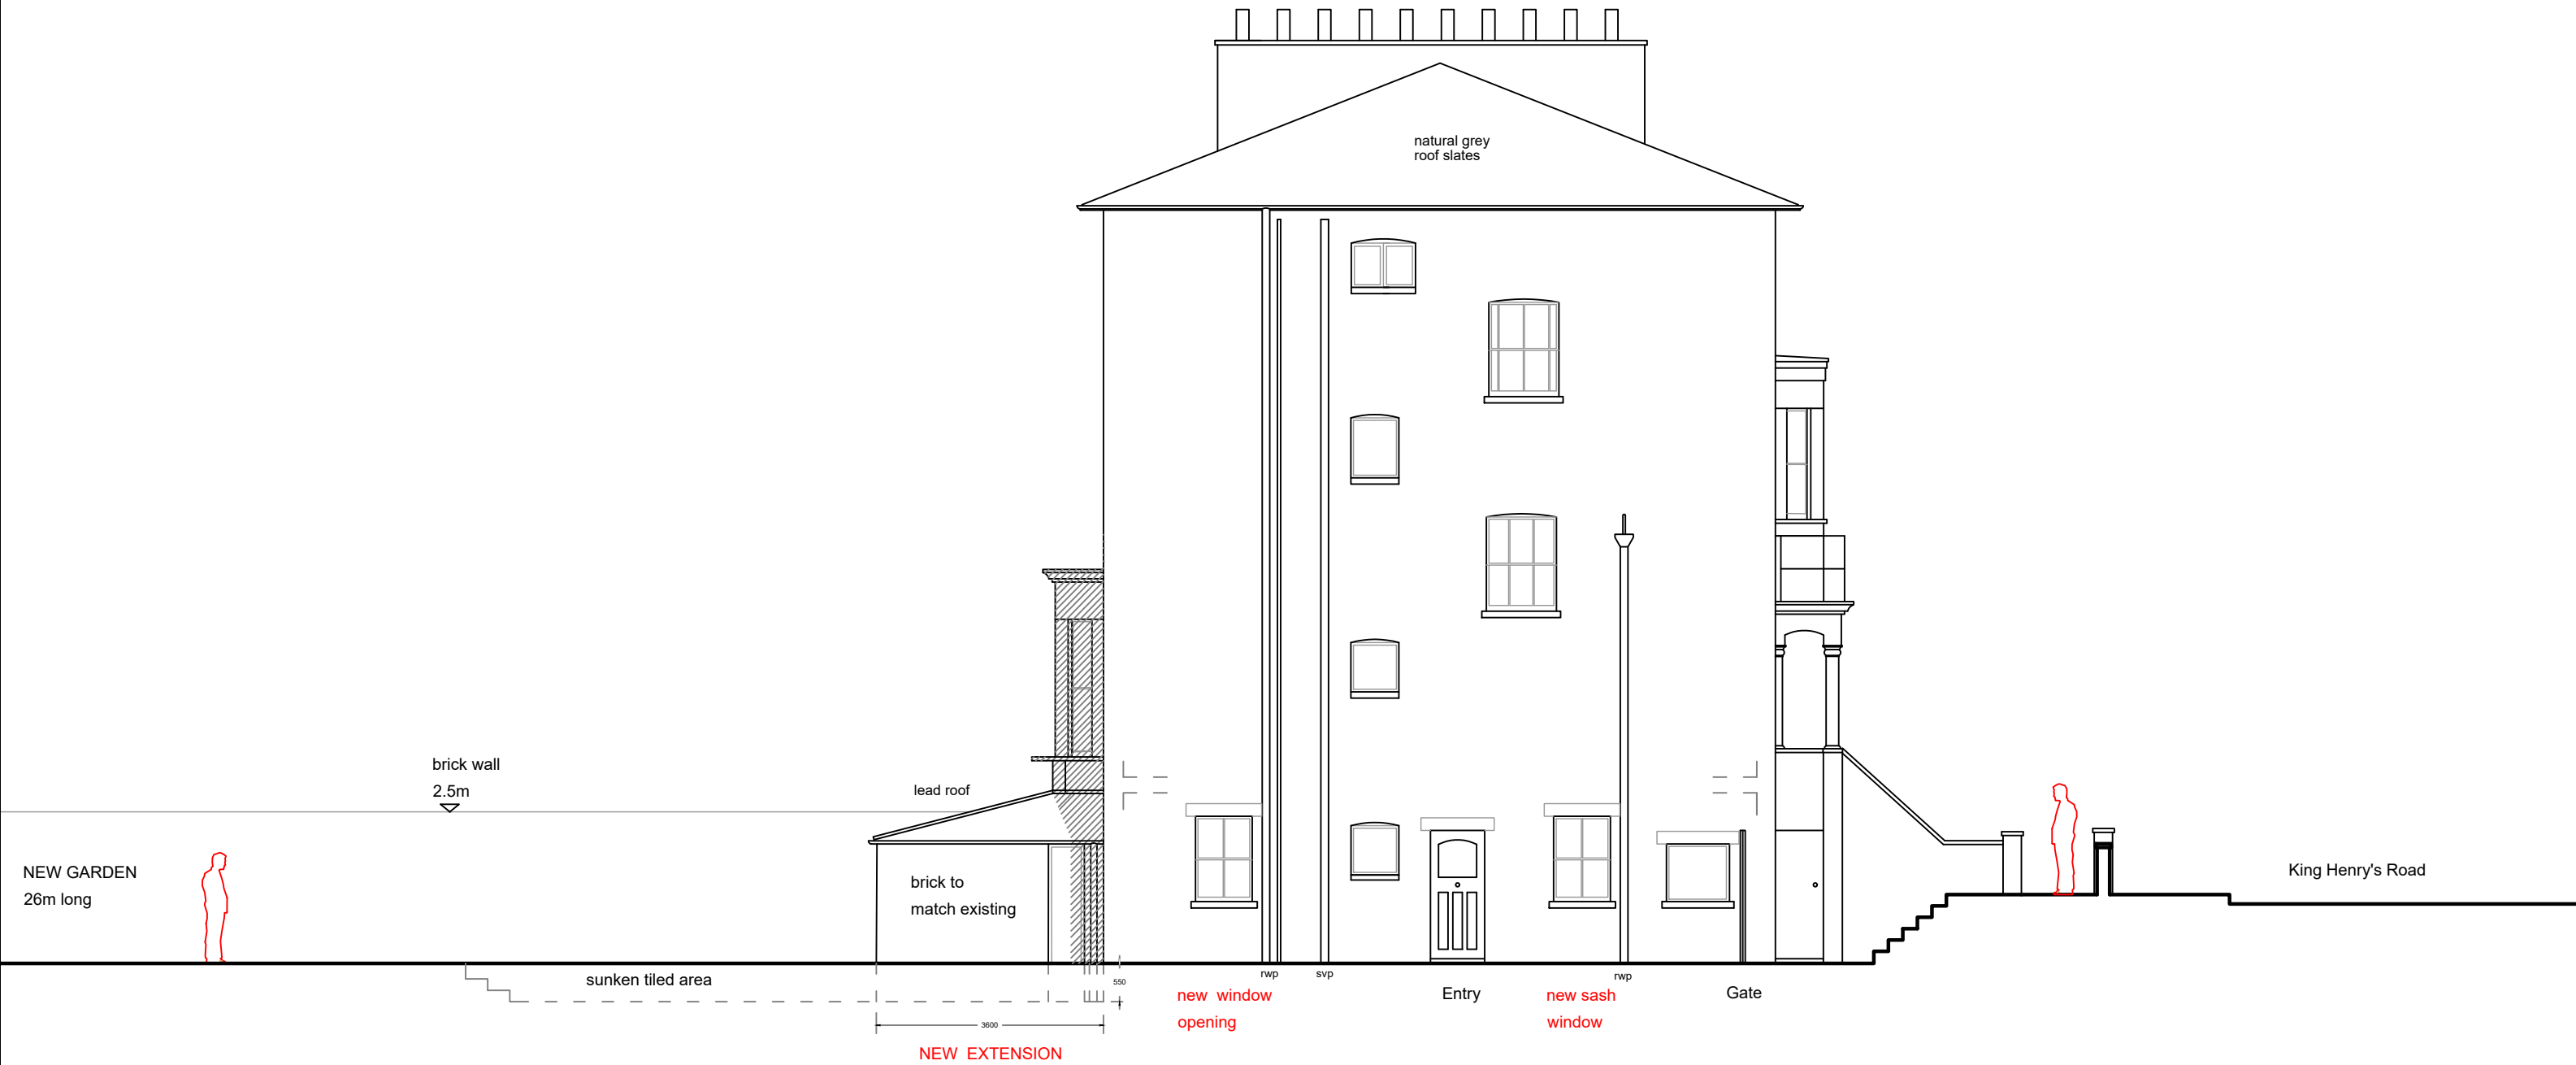 natural grey
roof slates
brick wall
2.5m
lead roof
NEW GARDEN
26m long
brick to
match existing
King Henry's Road
sunken tiled area
rwp
svp
rwp
550
new window
opening
Entry
new sash
window
Gate
3600
NEW EXTENSION